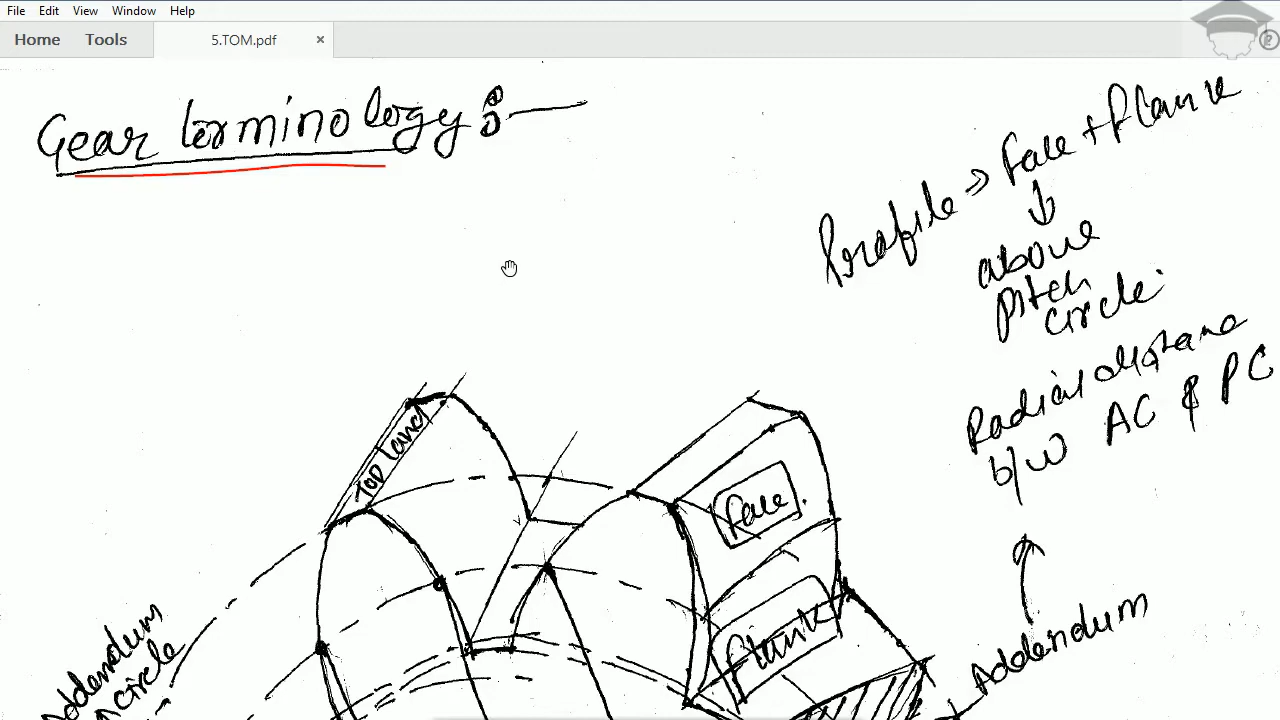 File Edit View Window Help
Home Tools 5.TOM.pdf ×
Gear terminology :—
Profile ⇒ Face + Flank
↓
above
pitch
circle.
Radial distance
b/w AC & PC
Top land
Face
Flank
Addendum
circle
Addendum